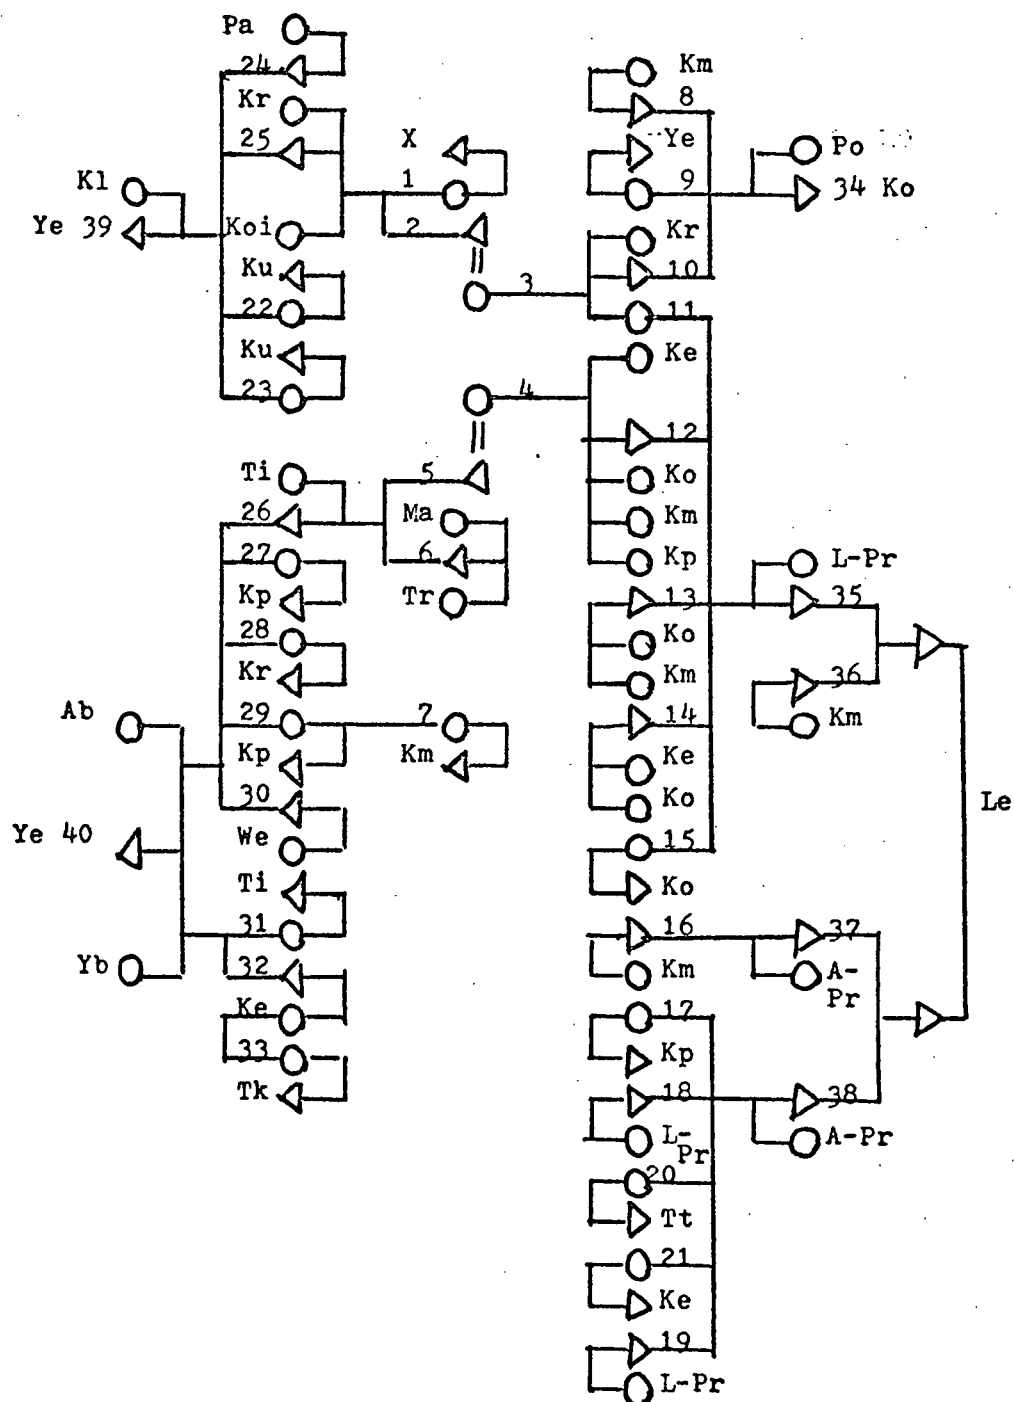 Pa
24
Kr
25
X
Kl
1
Ye 39
Koi
2
Ku
22
3
Ku
23
4
Ti
5
26
Ma
27
6
Kp
Tr
28
Kr
Ab
29
7
Kp
Km
30
Ye 40
We
Ti
31
Yb
32
Ke
33
Tk
Km
8
Ye
Po
9
34 Ko
Kr
10
11
Ke
12
Ko
Km
Kp
L-Pr
13
35
Ko
Km
36
Km
14
Ke
Le
Ko
15
Ko
16
37
Km
A-
Pr
17
Kp
18
38
L-
Pr
A-Pr
20
Tt
21
Ke
19
L-Pr